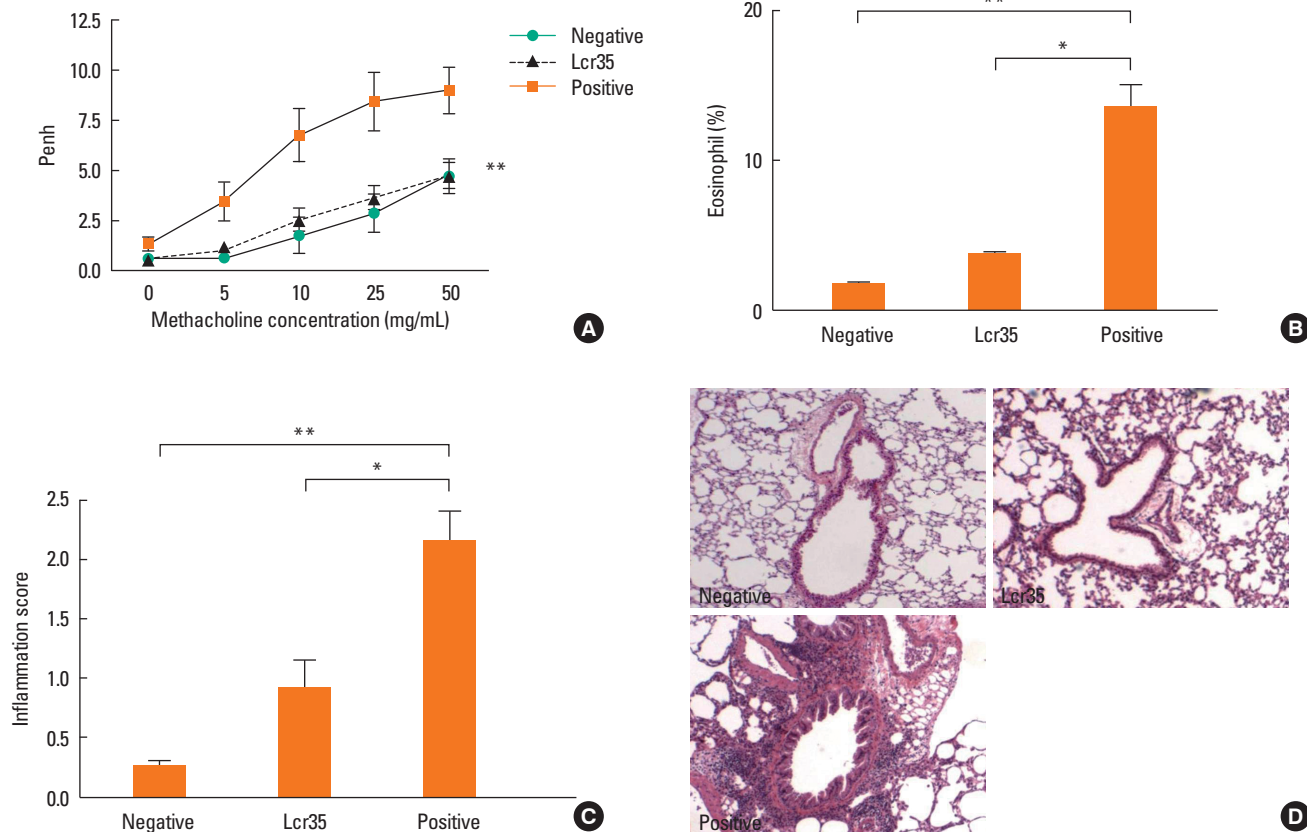 12.5
10.0
7.5
5.0
2.5
0.0
Penh
0 5 10 25 50
Methacholine concentration (mg/mL)
Negative
Lcr35
Positive
**
A
**
*
20
10
0
Eosinophil (%)
Negative Lcr35 Positive
B
**
*
2.5
2.0
1.5
1.0
0.5
0.0
Inflammation score
Negative Lcr35 Positive
C
Negative
Lcr35
Positive
D